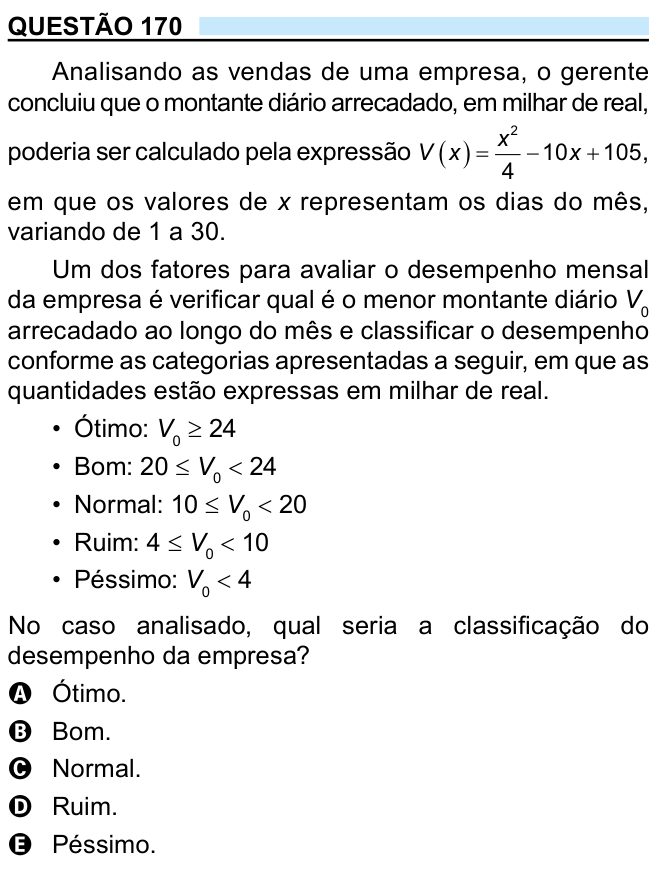 QUESTÃO 170
Analisando as vendas de uma empresa, o gerente
concluiu que o montante diário arrecadado, em milhar de real,
poderia ser calculado pela expressão V(x) = x²/4 − 10x + 105,
em que os valores de x representam os dias do mês,
variando de 1 a 30.
Um dos fatores para avaliar o desempenho mensal
da empresa é verificar qual é o menor montante diário V₀
arrecadado ao longo do mês e classificar o desempenho
conforme as categorias apresentadas a seguir, em que as
quantidades estão expressas em milhar de real.
• Ótimo: V₀ ≥ 24
• Bom: 20 ≤ V₀ < 24
• Normal: 10 ≤ V₀ < 20
• Ruim: 4 ≤ V₀ < 10
• Péssimo: V₀ < 4
No caso analisado, qual seria a classificação do
desempenho da empresa?
A Ótimo.
B Bom.
C Normal.
D Ruim.
E Péssimo.